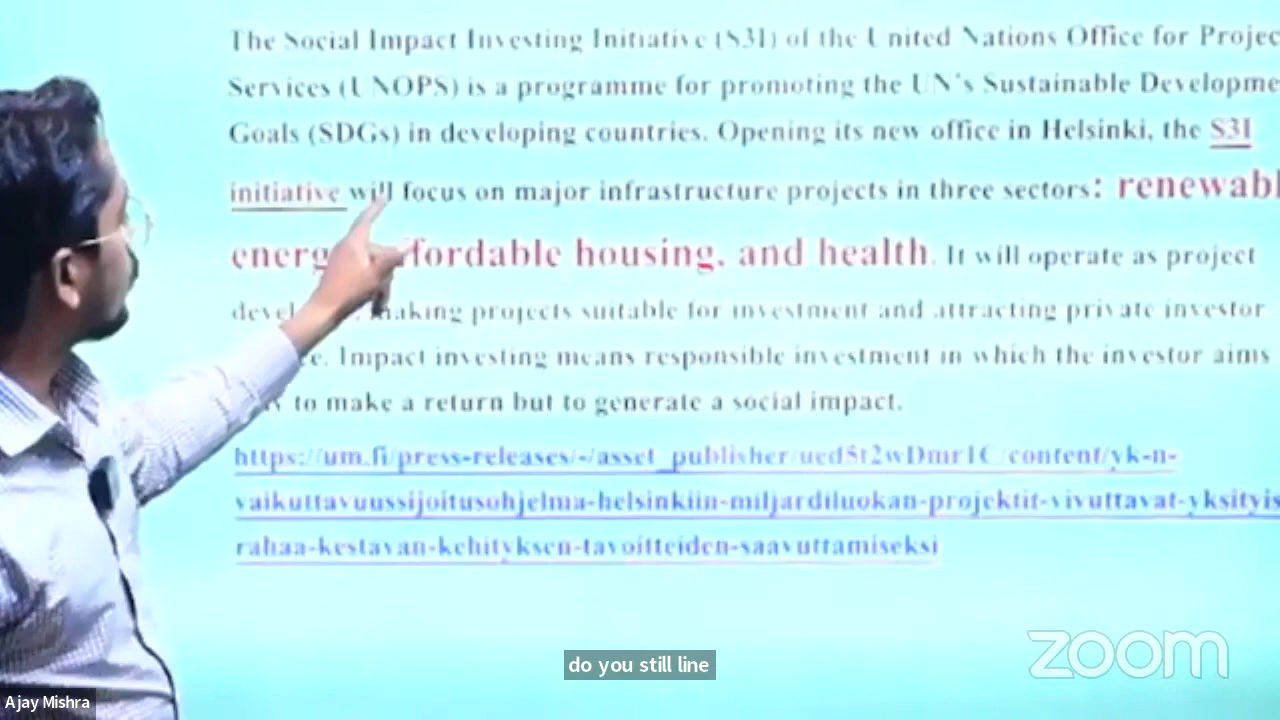 The Social Impact Investing Initiative (S3I) of the United Nations Office for Projec
Services (UNOPS) is a programme for promoting the UN's Sustainable Developme
Goals (SDGs) in developing countries. Opening its new office in Helsinki, the S3I
initiative will focus on major infrastructure projects in three sectors: renewabl
energ fordable housing, and health. It will operate as project
devel making projects suitable for investment and attracting private investor
e. Impact investing means responsible investment in which the investor aims
to make a return but to generate a social impact.
https://um.fi/press-releases/-/asset_publisher/ued5t2wDmr1C/content/yk-n-
vaikuttavuussijoitusohjelma-helsinkiin-miljardiluokan-projektit-vivuttavat-yksityis
rahaa-kestavan-kehityksen-tavoitteiden-saavuttamiseksi
zoom
do you still line
Ajay Mishra